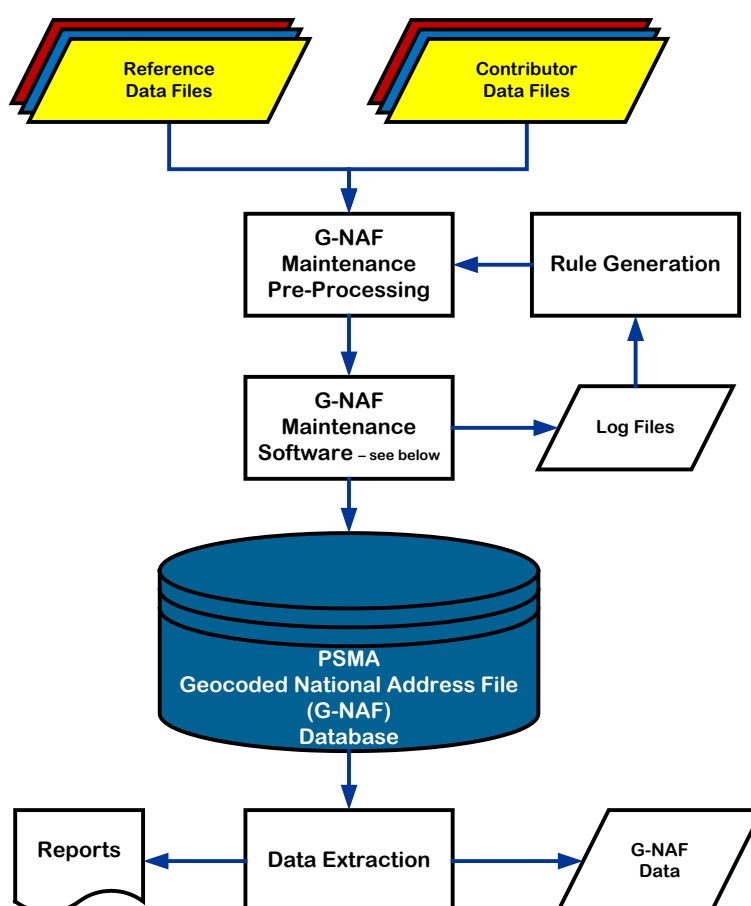 Reference
Data Files
Contributor
Data Files
G-NAF
Maintenance
Pre-Processing
Rule Generation
G-NAF
Maintenance
Software – see below
Log Files
PSMA
Geocoded National Address File
(G-NAF)
Database
Reports
Data Extraction
G-NAF
Data